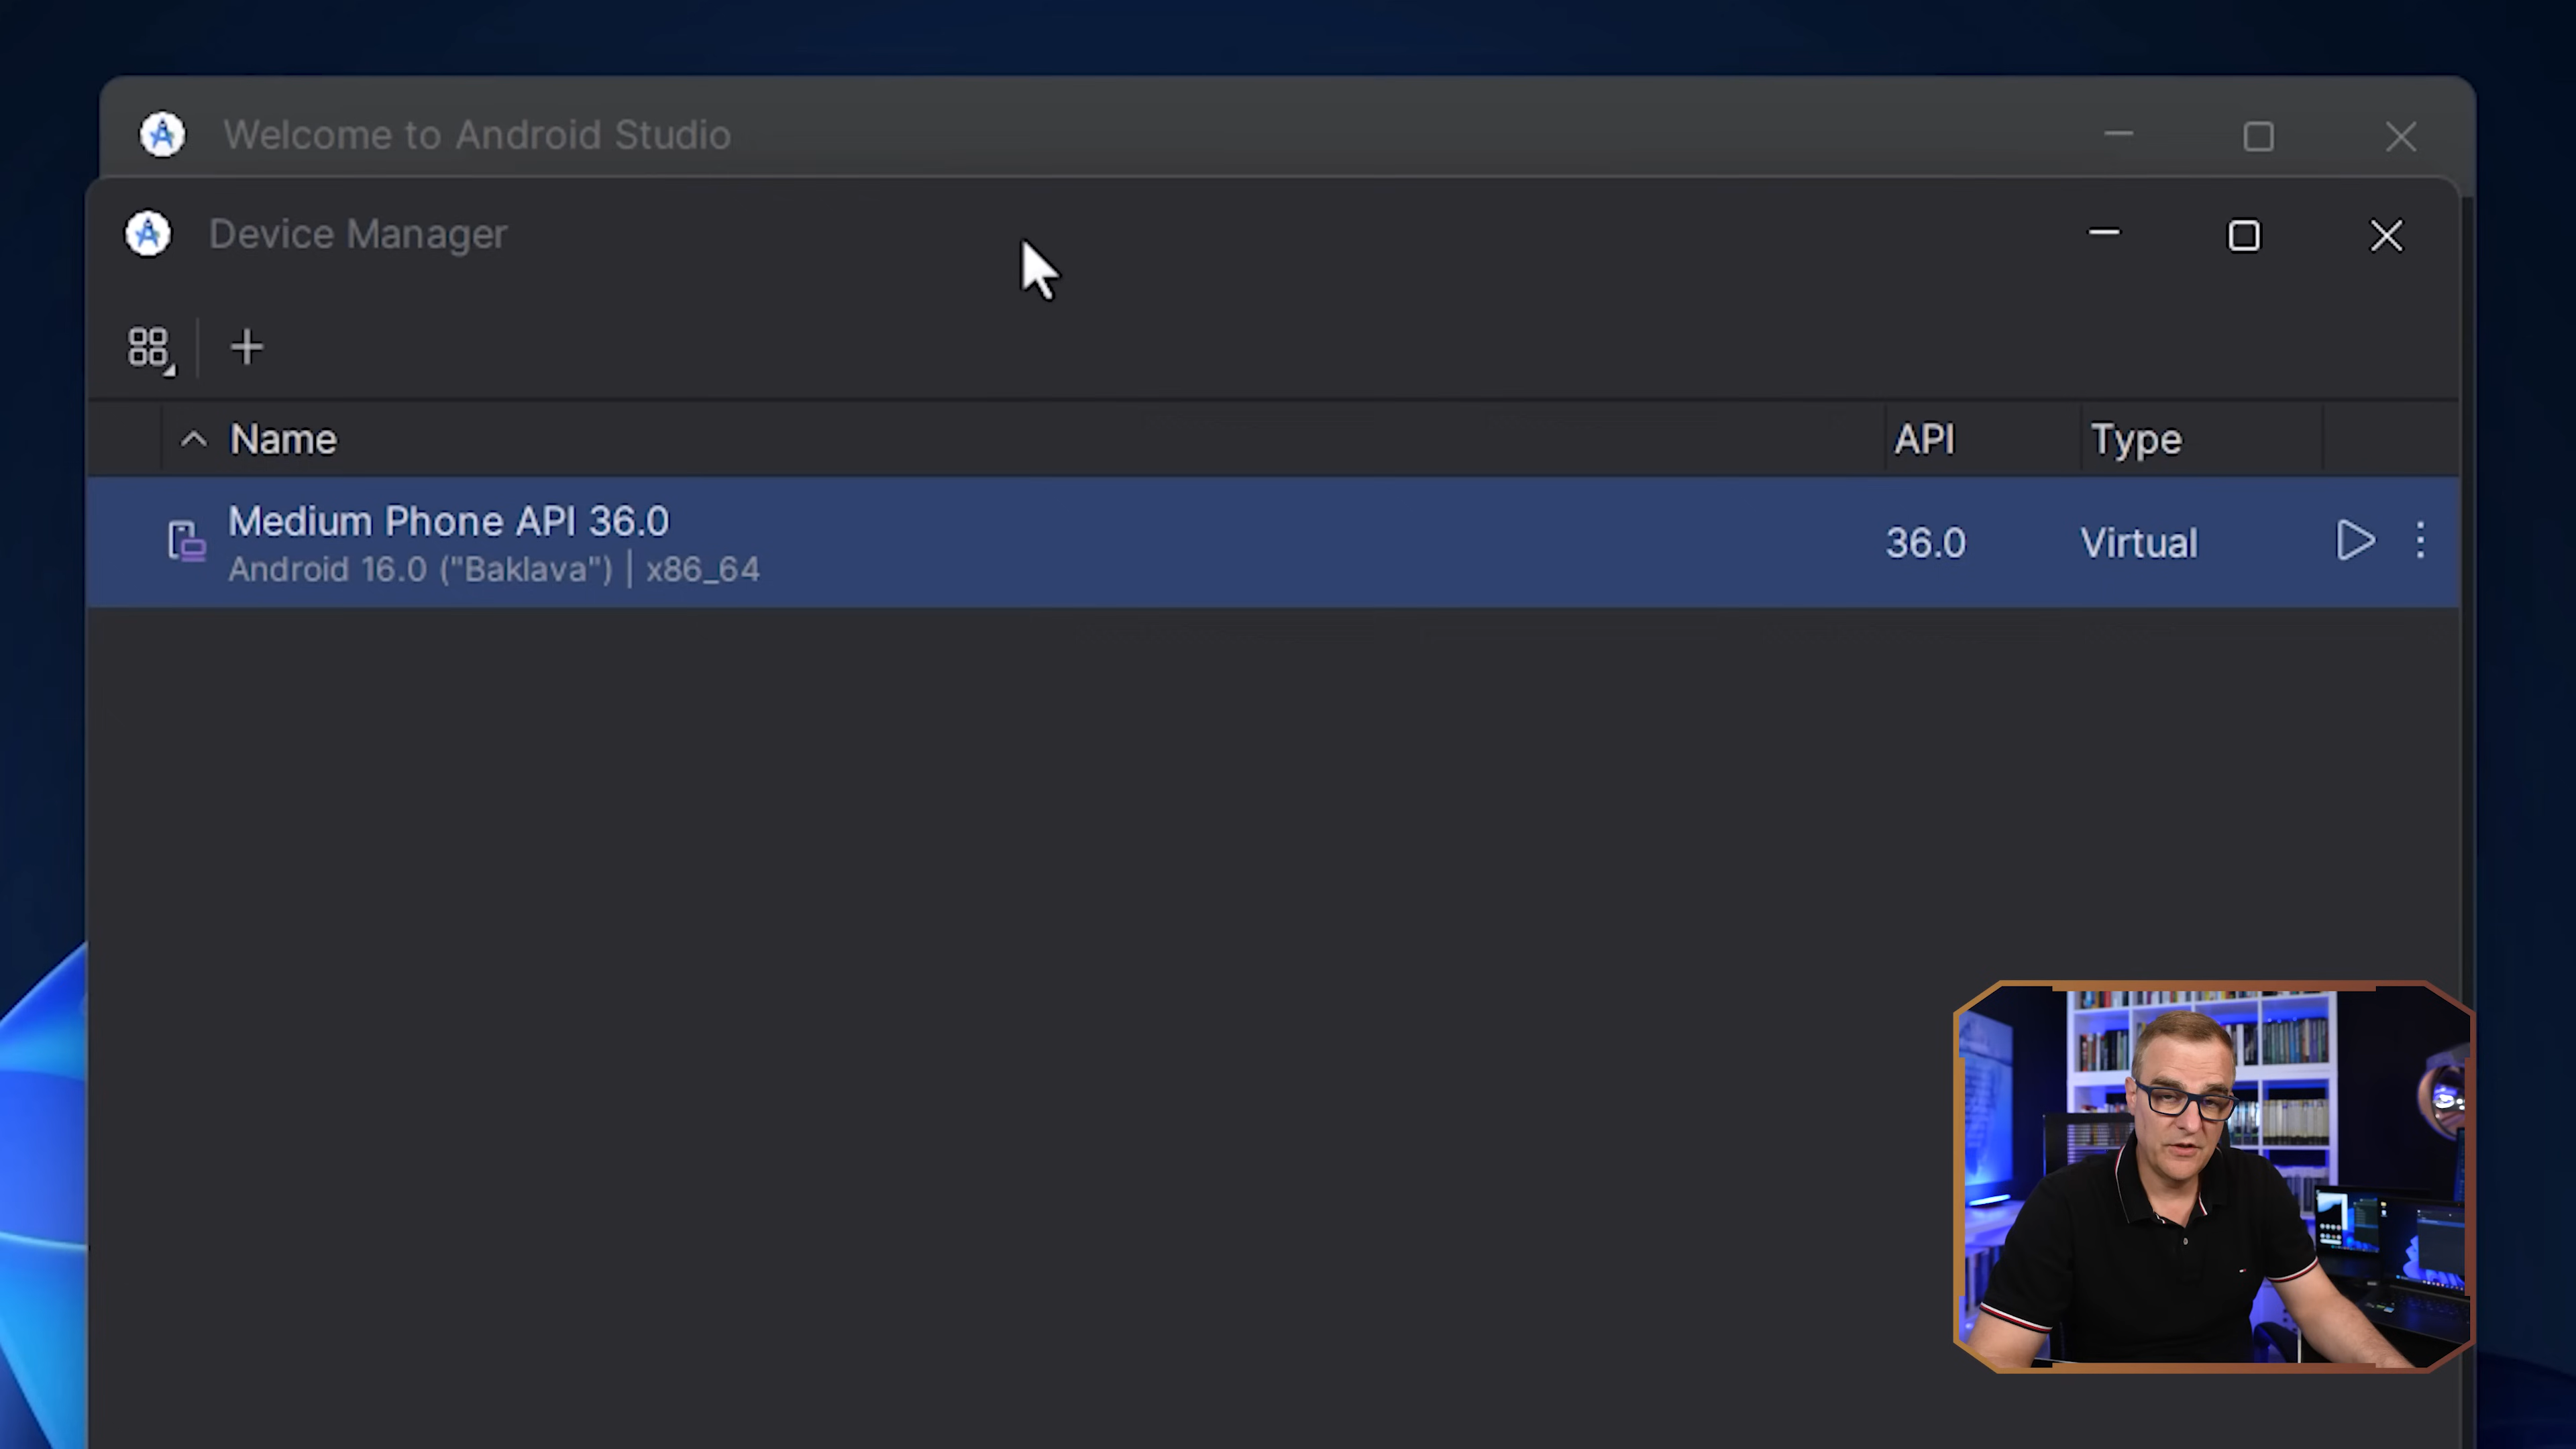 Welcome to Android Studio
Device Manager
Name API Type
Medium Phone API 36.0
Android 16.0 ("Baklava") | x86_64
36.0 Virtual